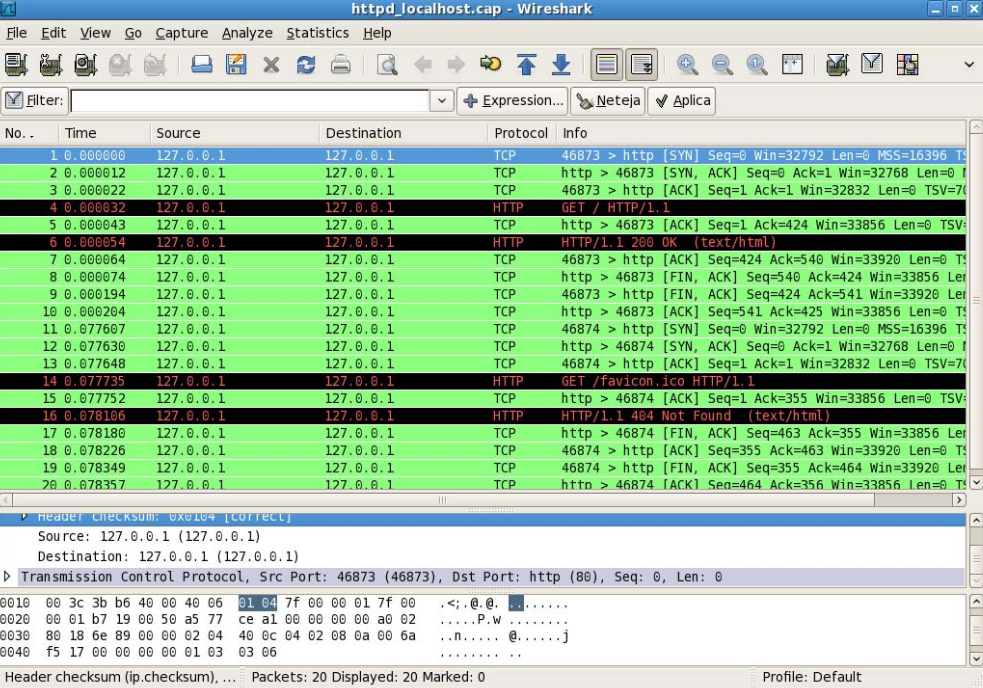 httpd_localhost.cap - Wireshark
File Edit View Go Capture Analyze Statistics Help
Filter: Expression... Neteja Aplica
No. . Time Source Destination Protocol Info
1 0.000000 127.0.0.1 127.0.0.1 TCP 46873 > http [SYN] Seq=0 Win=32792 Len=0 MSS=16396 TS
2 0.000012 127.0.0.1 127.0.0.1 TCP http > 46873 [SYN, ACK] Seq=0 Ack=1 Win=32768 Len=0 M
3 0.000022 127.0.0.1 127.0.0.1 TCP 46873 > http [ACK] Seq=1 Ack=1 Win=32832 Len=0 TSV=70
4 0.000032 127.0.0.1 127.0.0.1 HTTP GET / HTTP/1.1
5 0.000043 127.0.0.1 127.0.0.1 TCP http > 46873 [ACK] Seq=1 Ack=424 Win=33856 Len=0 TSV=
6 0.000054 127.0.0.1 127.0.0.1 HTTP HTTP/1.1 200 OK (text/html)
7 0.000064 127.0.0.1 127.0.0.1 TCP 46873 > http [ACK] Seq=424 Ack=540 Win=33920 Len=0 TS
8 0.000074 127.0.0.1 127.0.0.1 TCP http > 46873 [FIN, ACK] Seq=540 Ack=424 Win=33856 Len
9 0.000194 127.0.0.1 127.0.0.1 TCP 46873 > http [FIN, ACK] Seq=424 Ack=541 Win=33920 Len
10 0.000204 127.0.0.1 127.0.0.1 TCP http > 46873 [ACK] Seq=541 Ack=425 Win=33856 Len=0 TS
11 0.077607 127.0.0.1 127.0.0.1 TCP 46874 > http [SYN] Seq=0 Win=32792 Len=0 MSS=16396 TS
12 0.077630 127.0.0.1 127.0.0.1 TCP http > 46874 [SYN, ACK] Seq=0 Ack=1 Win=32768 Len=0 M
13 0.077648 127.0.0.1 127.0.0.1 TCP 46874 > http [ACK] Seq=1 Ack=1 Win=32832 Len=0 TSV=70
14 0.077735 127.0.0.1 127.0.0.1 HTTP GET /favicon.ico HTTP/1.1
15 0.077752 127.0.0.1 127.0.0.1 TCP http > 46874 [ACK] Seq=1 Ack=355 Win=33856 Len=0 TSV=
16 0.078106 127.0.0.1 127.0.0.1 HTTP HTTP/1.1 404 Not Found (text/html)
17 0.078180 127.0.0.1 127.0.0.1 TCP http > 46874 [FIN, ACK] Seq=463 Ack=355 Win=33856 Len
18 0.078226 127.0.0.1 127.0.0.1 TCP 46874 > http [ACK] Seq=355 Ack=463 Win=33920 Len=0 TS
19 0.078349 127.0.0.1 127.0.0.1 TCP 46874 > http [FIN, ACK] Seq=355 Ack=464 Win=33920 Len
20 0.078357 127.0.0.1 127.0.0.1 TCP http > 46874 [ACK] Seq=464 Ack=356 Win=33856 Len=0 TS
Header checksum: 0x0104 [correct]
Source: 127.0.0.1 (127.0.0.1)
Destination: 127.0.0.1 (127.0.0.1)
Transmission Control Protocol, Src Port: 46873 (46873), Dst Port: http (80), Seq: 0, Len: 0
0010 00 3c 3b b6 40 00 40 06 01 04 7f 00 00 01 7f 00 .<;.@.@. ........
0020 00 01 b7 19 00 50 a5 77 ce a1 00 00 00 00 a0 02 .....P.w ........
0030 80 18 6e 89 00 00 02 04 40 0c 04 02 08 0a 00 6a ..n..... @......j
0040 f5 17 00 00 00 00 01 03 03 06 ........ ..
Header checksum (ip.checksum), ... Packets: 20 Displayed: 20 Marked: 0 Profile: Default